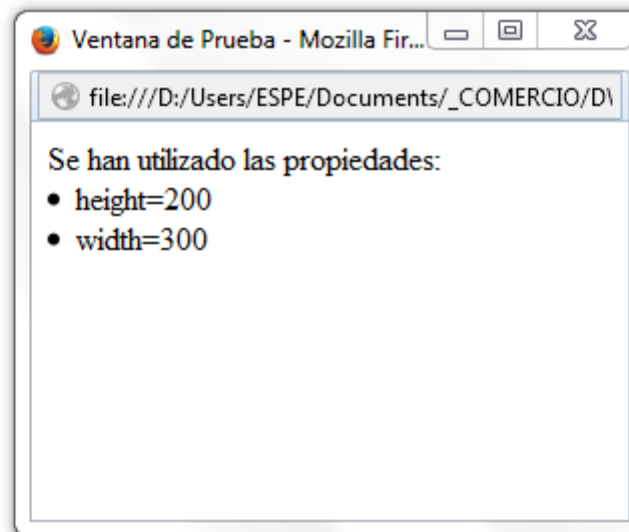 Ventana de Prueba - Mozilla Fir...
file:///D:/Users/ESPE/Documents/_COMERCIO/D\
Se han utilizado las propiedades:
• height=200
• width=300